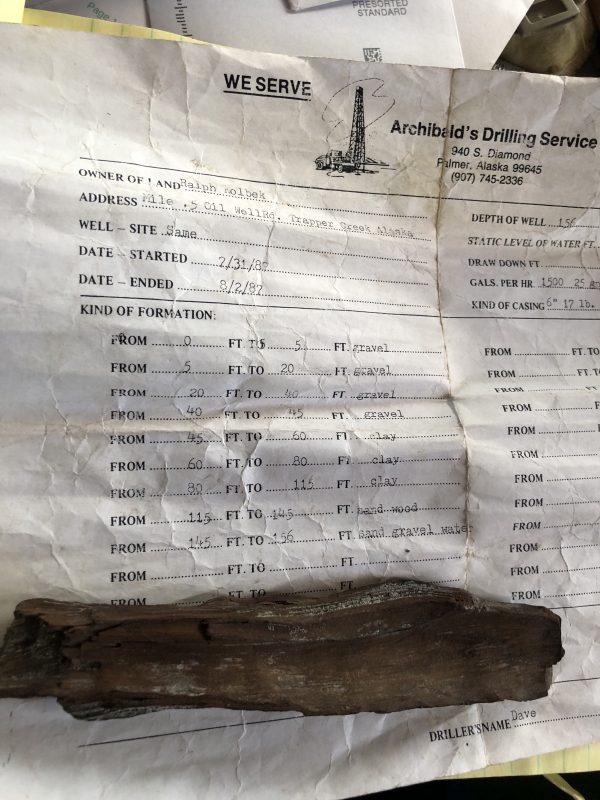 Page
PRESORTED
STANDARD
WE SERVE
Archibald's Drilling Service
940 S. Diamond
Palmer, Alaska 99645
(907) 745-2336
OWNER OF LAND Ralph Kolbek
ADDRESS Mile .5 Oil WellRd. Trapper Creek Alaska
WELL – SITE Same
DATE – STARTED 7/31/87
DATE – ENDED 8/2/87
DEPTH OF WELL 156
STATIC LEVEL OF WATER FT.
DRAW DOWN FT.
GALS. PER HR 1500 25
KIND OF CASING 6" 17 lb.
KIND OF FORMATION:
FROM 0 FT. TO 5 FT. gravel
FROM 5 FT. TO 20 FT. gravel
FROM 20 FT. TO 40 FT. gravel
FROM 40 FT. TO 45 FT. gravel
FROM 45 FT. TO 60 FT. clay
FROM 60 FT. TO 80 FT. clay
FROM 80 FT. TO 115 FT. clay
FROM 115 FT. TO 145 FT. sand wood
FROM 145 FT. TO 156 FT. sand gravel water
FROM FT. TO FT.
FROM FT. TO FT.
FROM FT. TO
FROM FT. TO
FROM
FROM
FROM
FROM
FROM
FROM
FROM
FROM
FROM
DRILLER'S NAME Dave